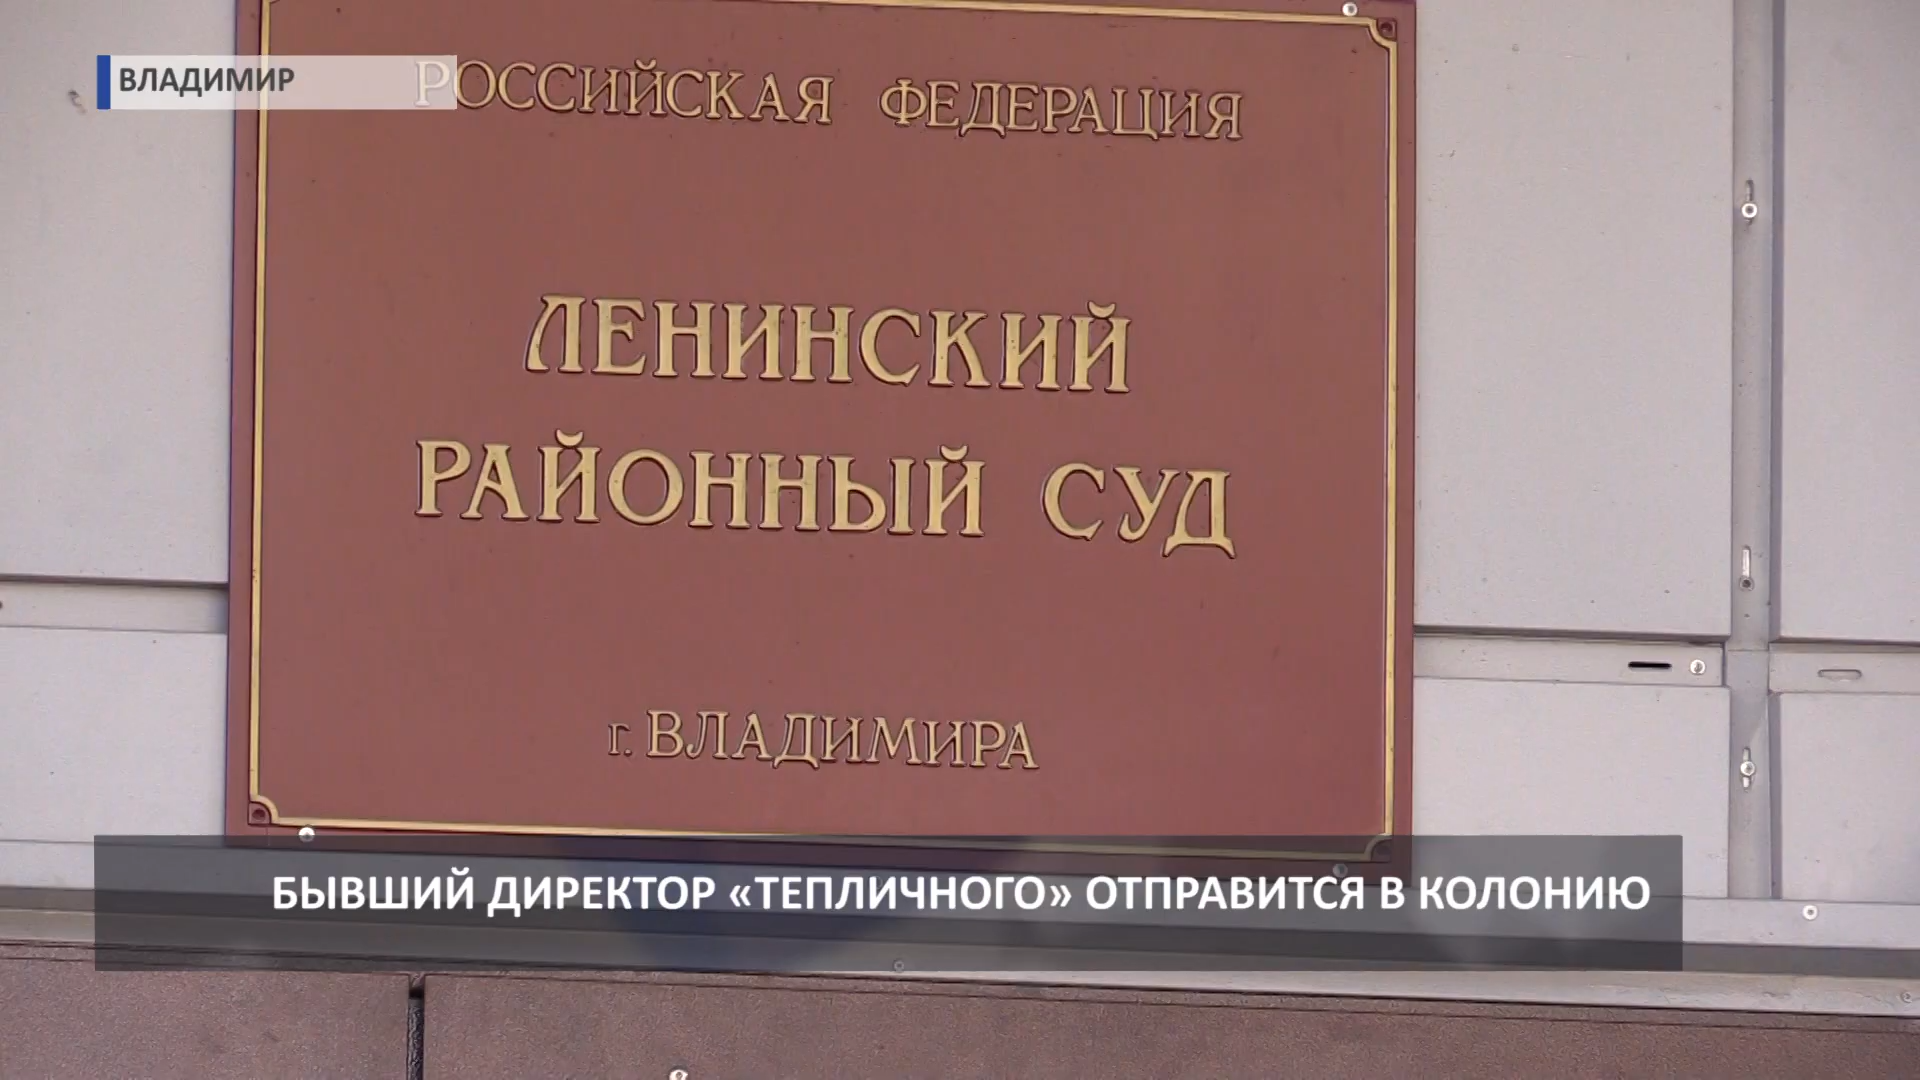 ВЛАДИМИР
РОССИЙСКАЯ ФЕДЕРАЦИЯ
ЛЕНИНСКИЙ
РАЙОННЫЙ СУД
г. ВЛАДИМИРА
БЫВШИЙ ДИРЕКТОР «ТЕПЛИЧНОГО» ОТПРАВИТСЯ В КОЛОНИЮ